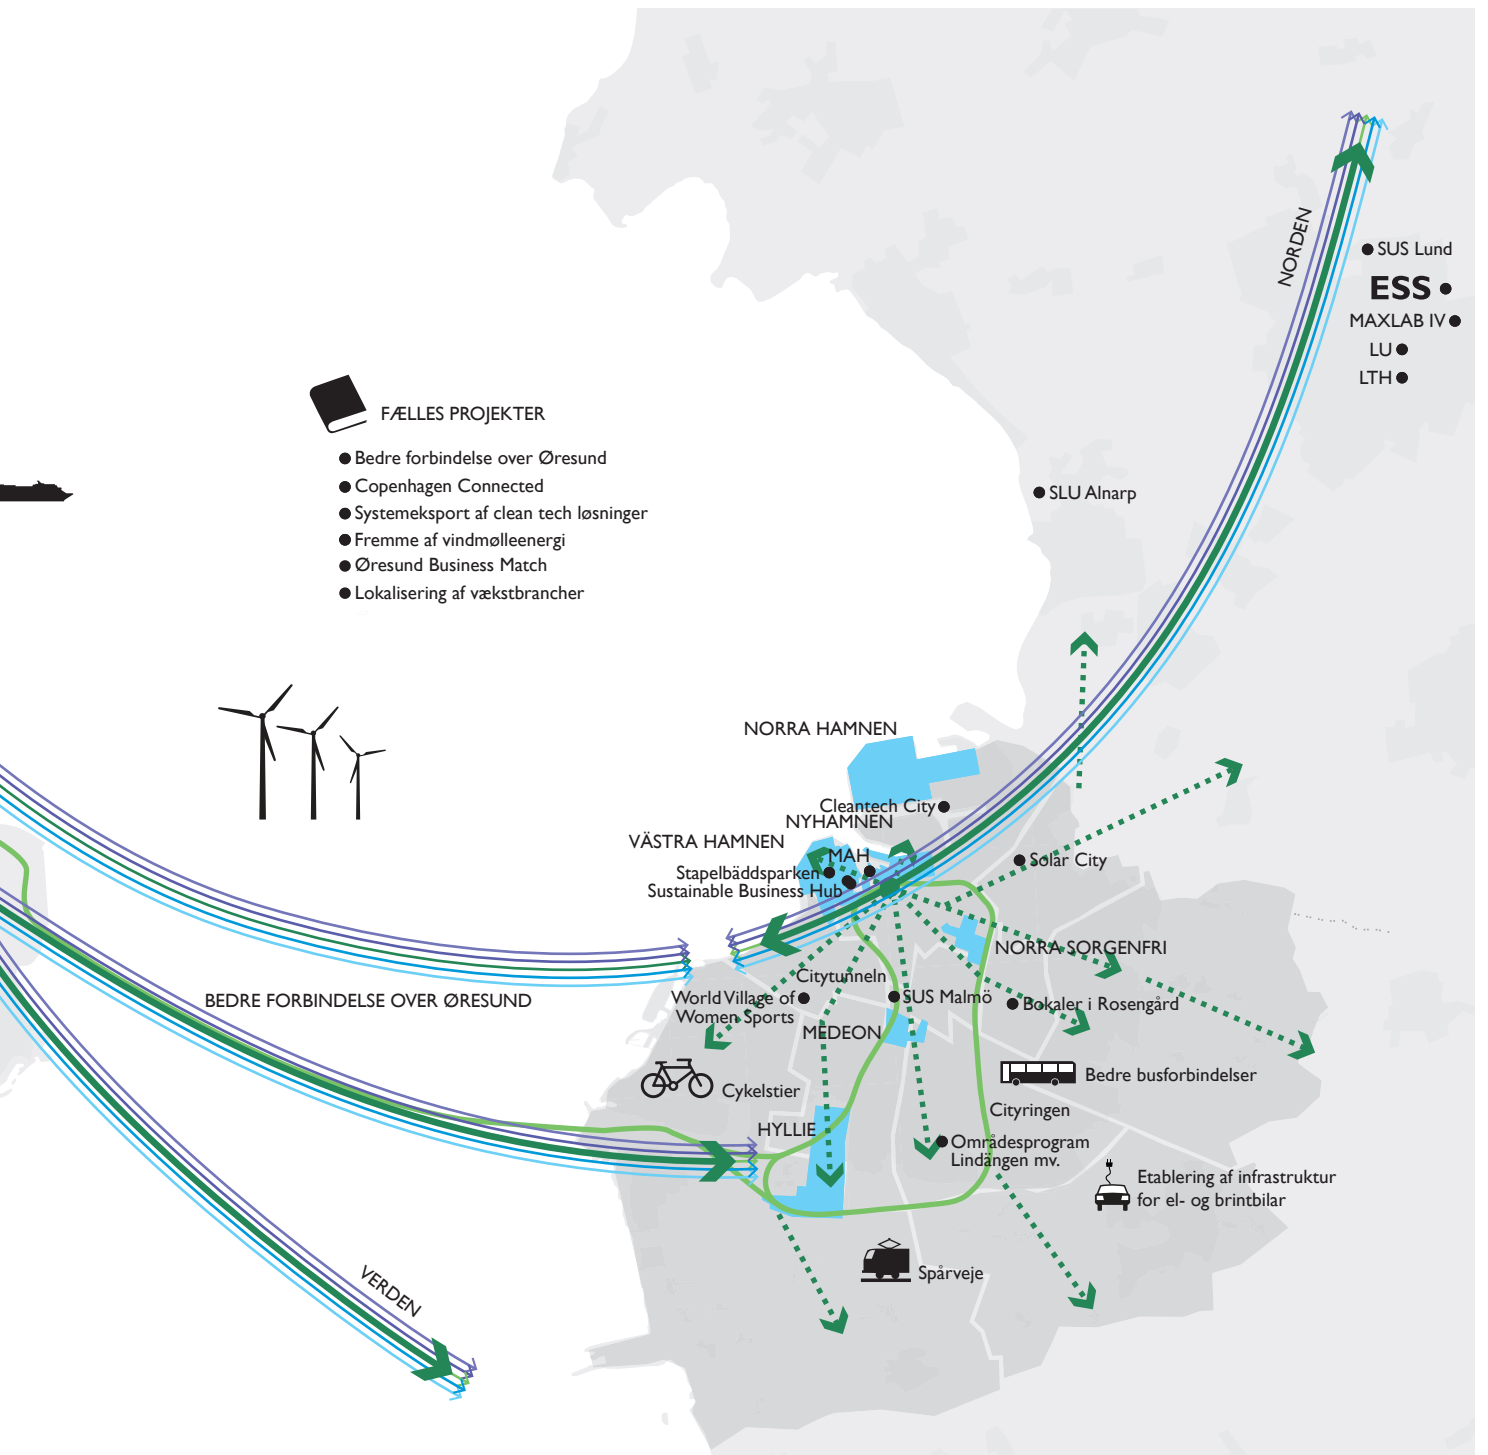 NORDEN
SUS Lund
ESS
MAXLAB IV
LU
LTH
FÆLLES PROJEKTER
Bedre forbindelse over Øresund
Copenhagen Connected
Systemeksport af clean tech løsninger
Fremme af vindmølleenergi
Øresund Business Match
Lokalisering af vækstbrancher
SLU Alnarp
NORRA HAMNEN
Cleantech City
NYHAMNEN
VÄSTRA HAMNEN
MAH
Solar City
Stapelbäddsparken
Sustainable Business Hub
NORRA SORGENFRI
Citytunneln
BEDRE FORBINDELSE OVER ØRESUND
World Village of
Women Sports
SUS Malmö
Bokaler i Rosengård
MEDEON
Bedre busforbindelser
Cykelstier
Cityringen
HYLLIE
Områdesprogram
Lindängen mv.
Etablering af infrastruktur
for el- og brintbilar
Spårveje
VERDEN